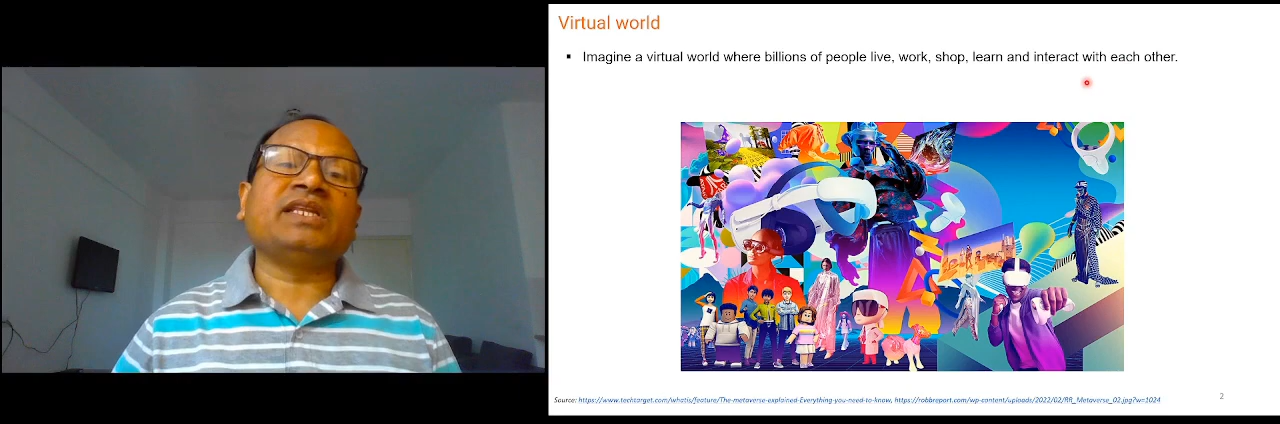 Virtual world
▪ Imagine a virtual world where billions of people live, work, shop, learn and interact with each other.
Source: https://www.techtarget.com/whatis/feature/The-metaverse-explained-Everything-you-need-to-know, https://robbreport.com/wp-content/uploads/2022/02/RR_Metaverse_02.jpg?w=1024
2